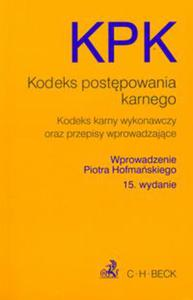 KPK
Kodeks postępowania
karnego
Kodeks karny wykonawczy
oraz przepisy wprowadzające
Wprowadzenie
Piotra Hofmańskiego
15. wydanie
C·H·BECK